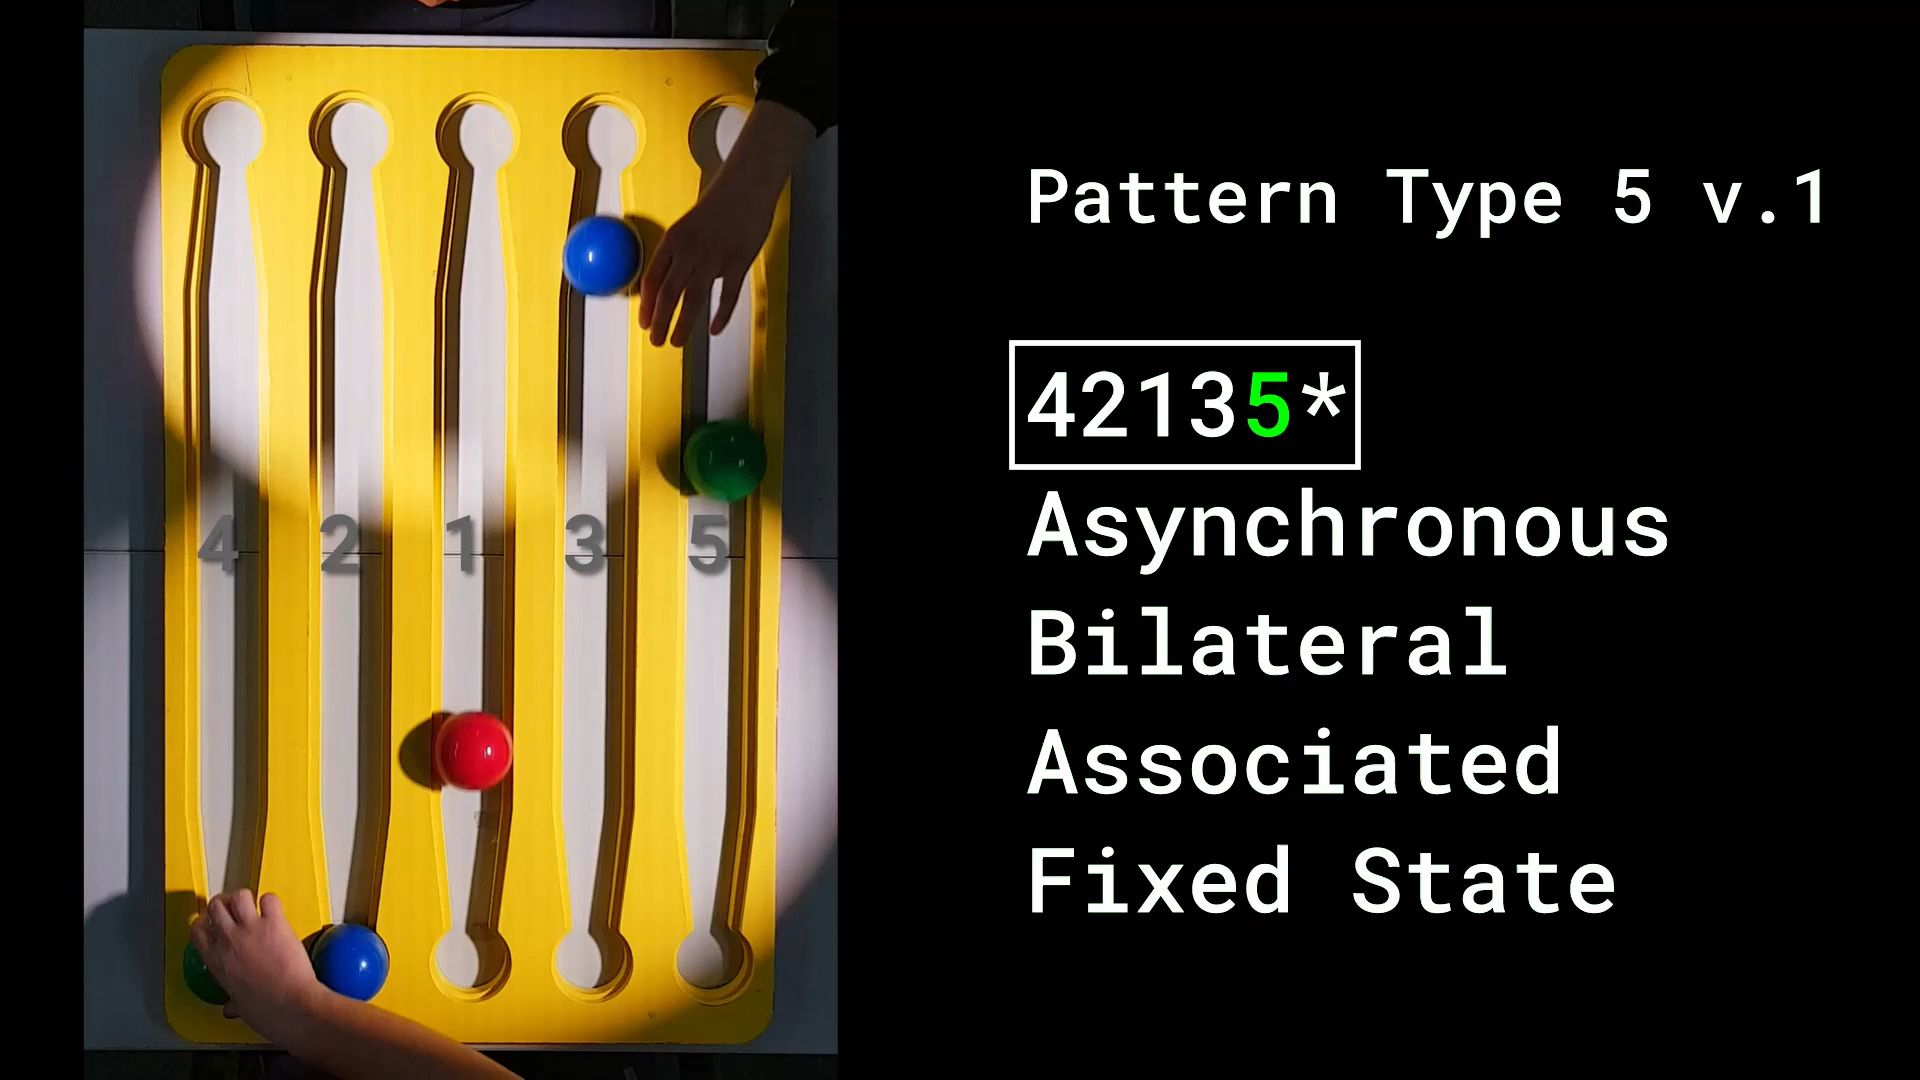 Pattern Type 5 v.1
42135*
4 2 1 3 5
Asynchronous
Bilateral
Associated
Fixed State